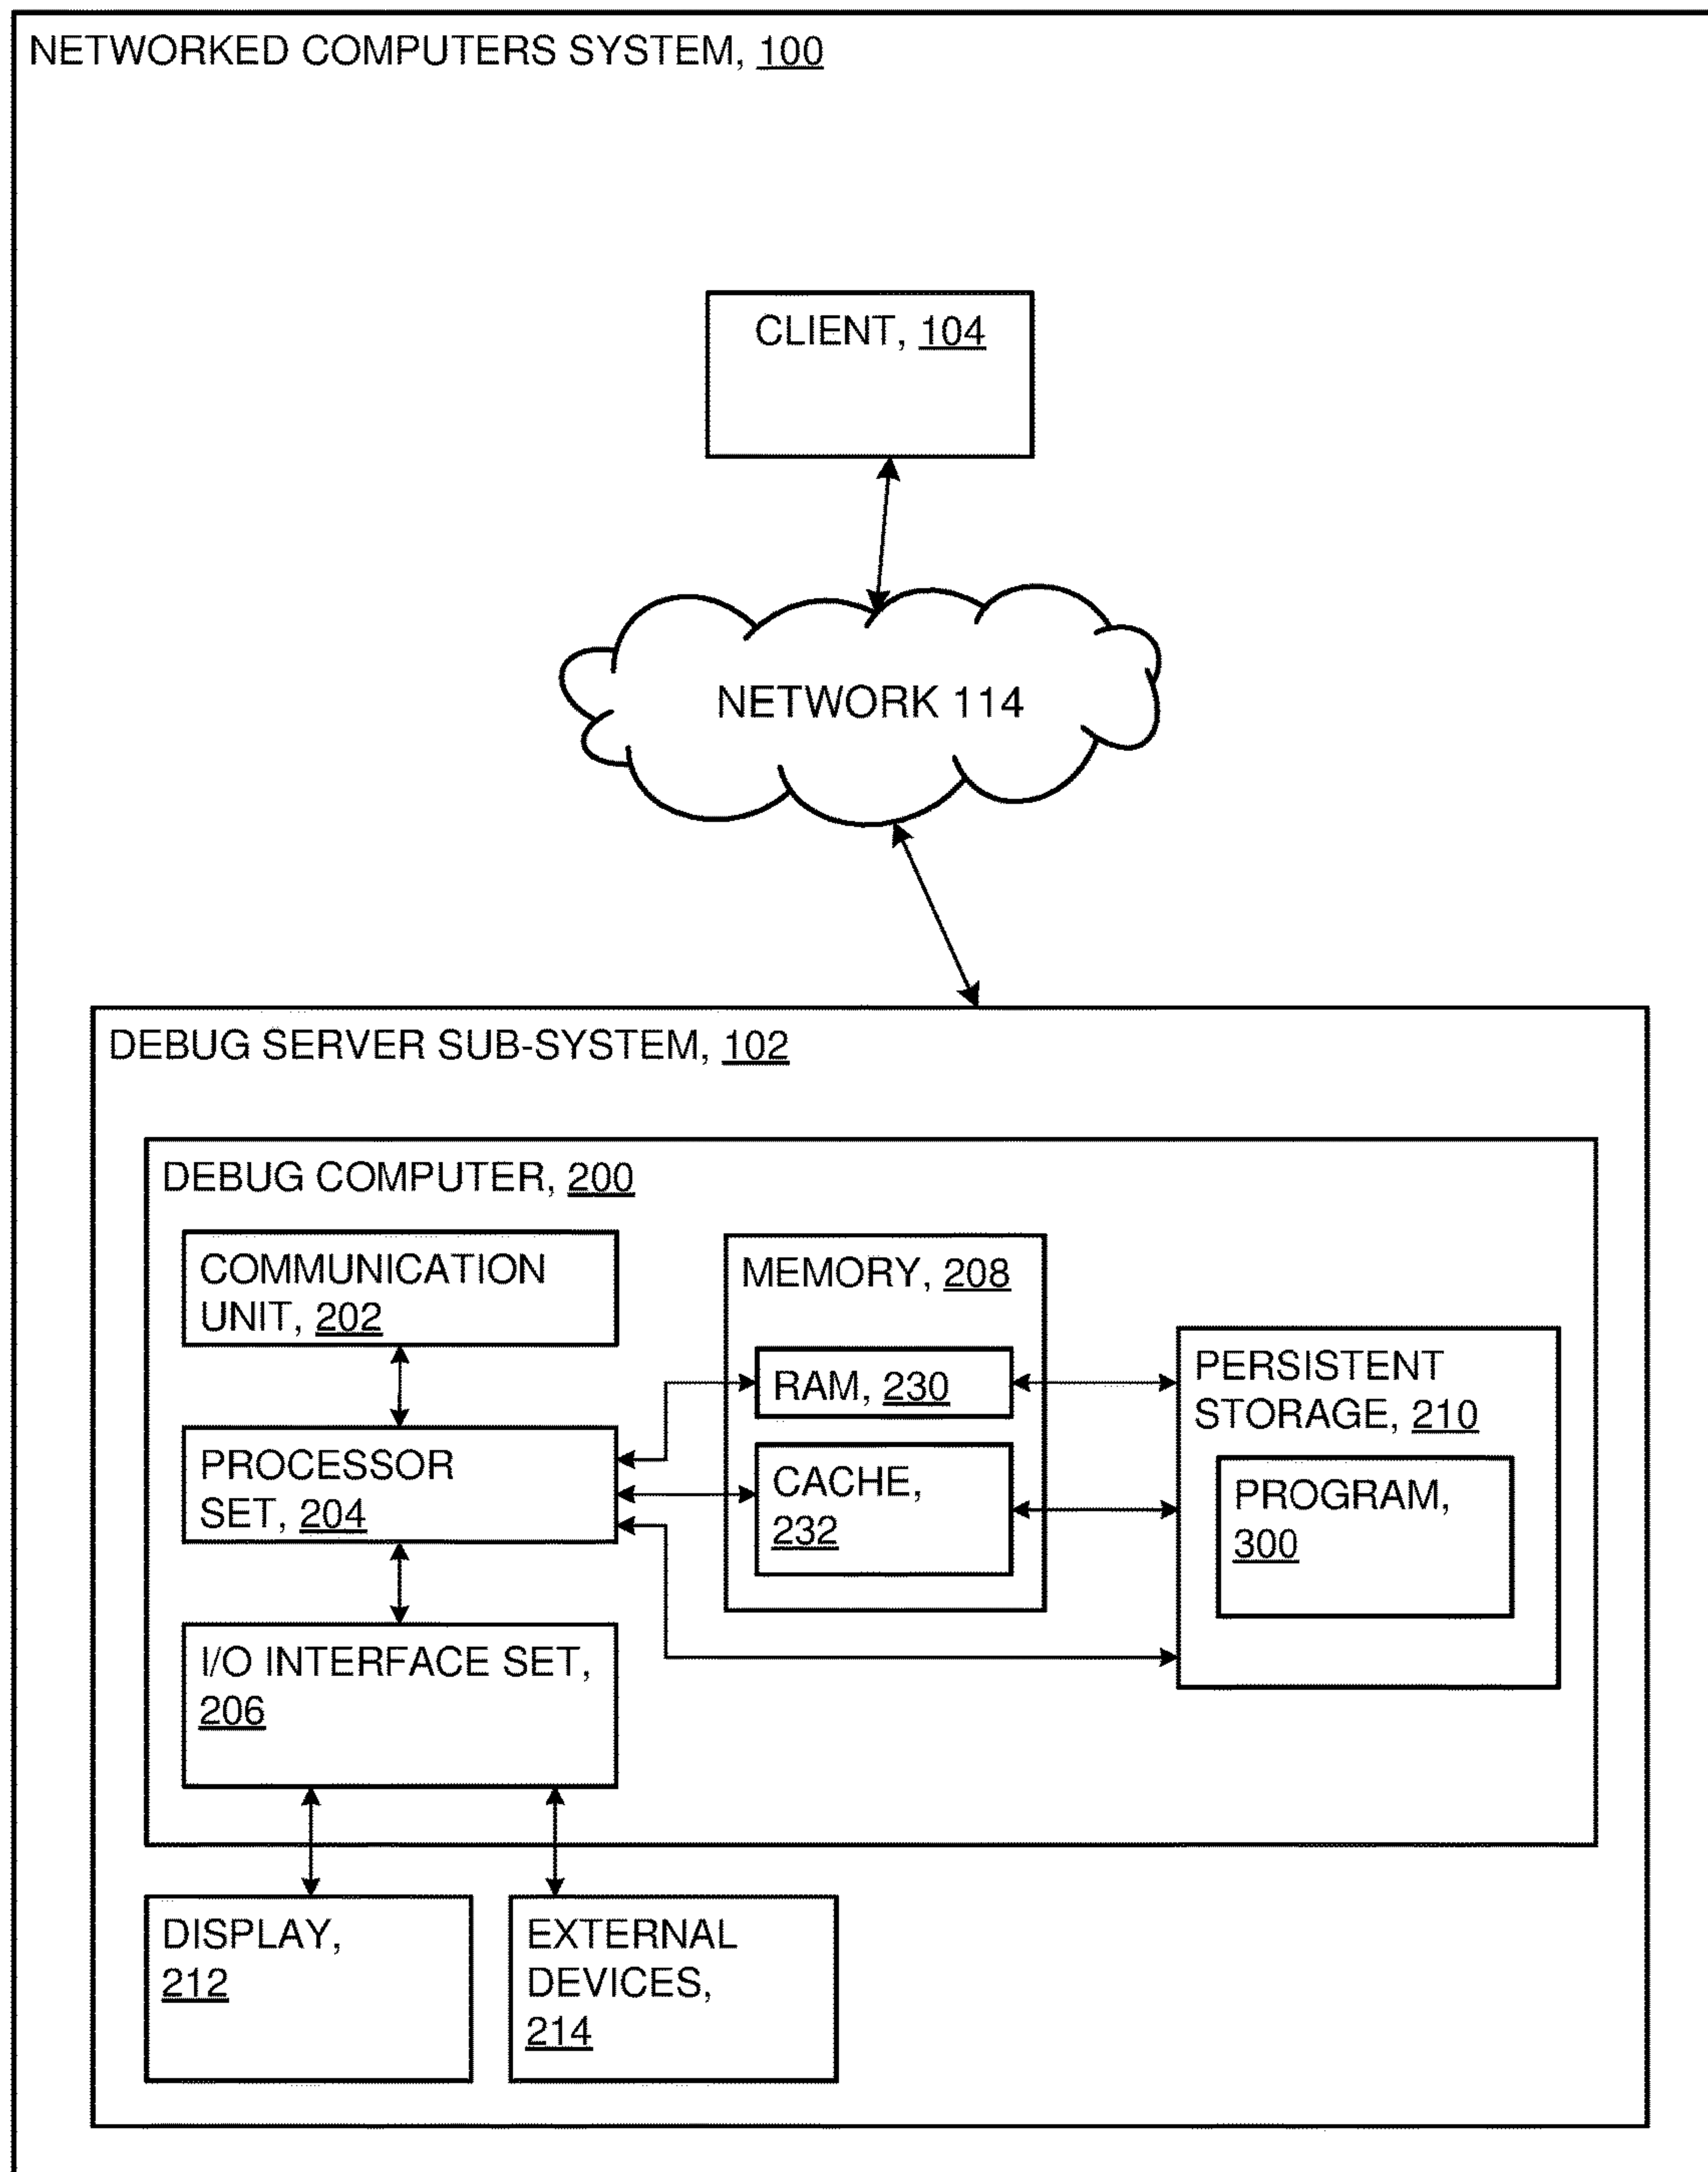 NETWORKED COMPUTERS SYSTEM, 100
CLIENT, 104
NETWORK 114
DEBUG SERVER SUB-SYSTEM, 102
DEBUG COMPUTER, 200
COMMUNICATION
UNIT, 202
PROCESSOR
SET, 204
I/O INTERFACE SET,
206
MEMORY, 208
RAM, 230
CACHE,
232
PERSISTENT
STORAGE, 210
PROGRAM,
300
DISPLAY,
212
EXTERNAL
DEVICES,
214